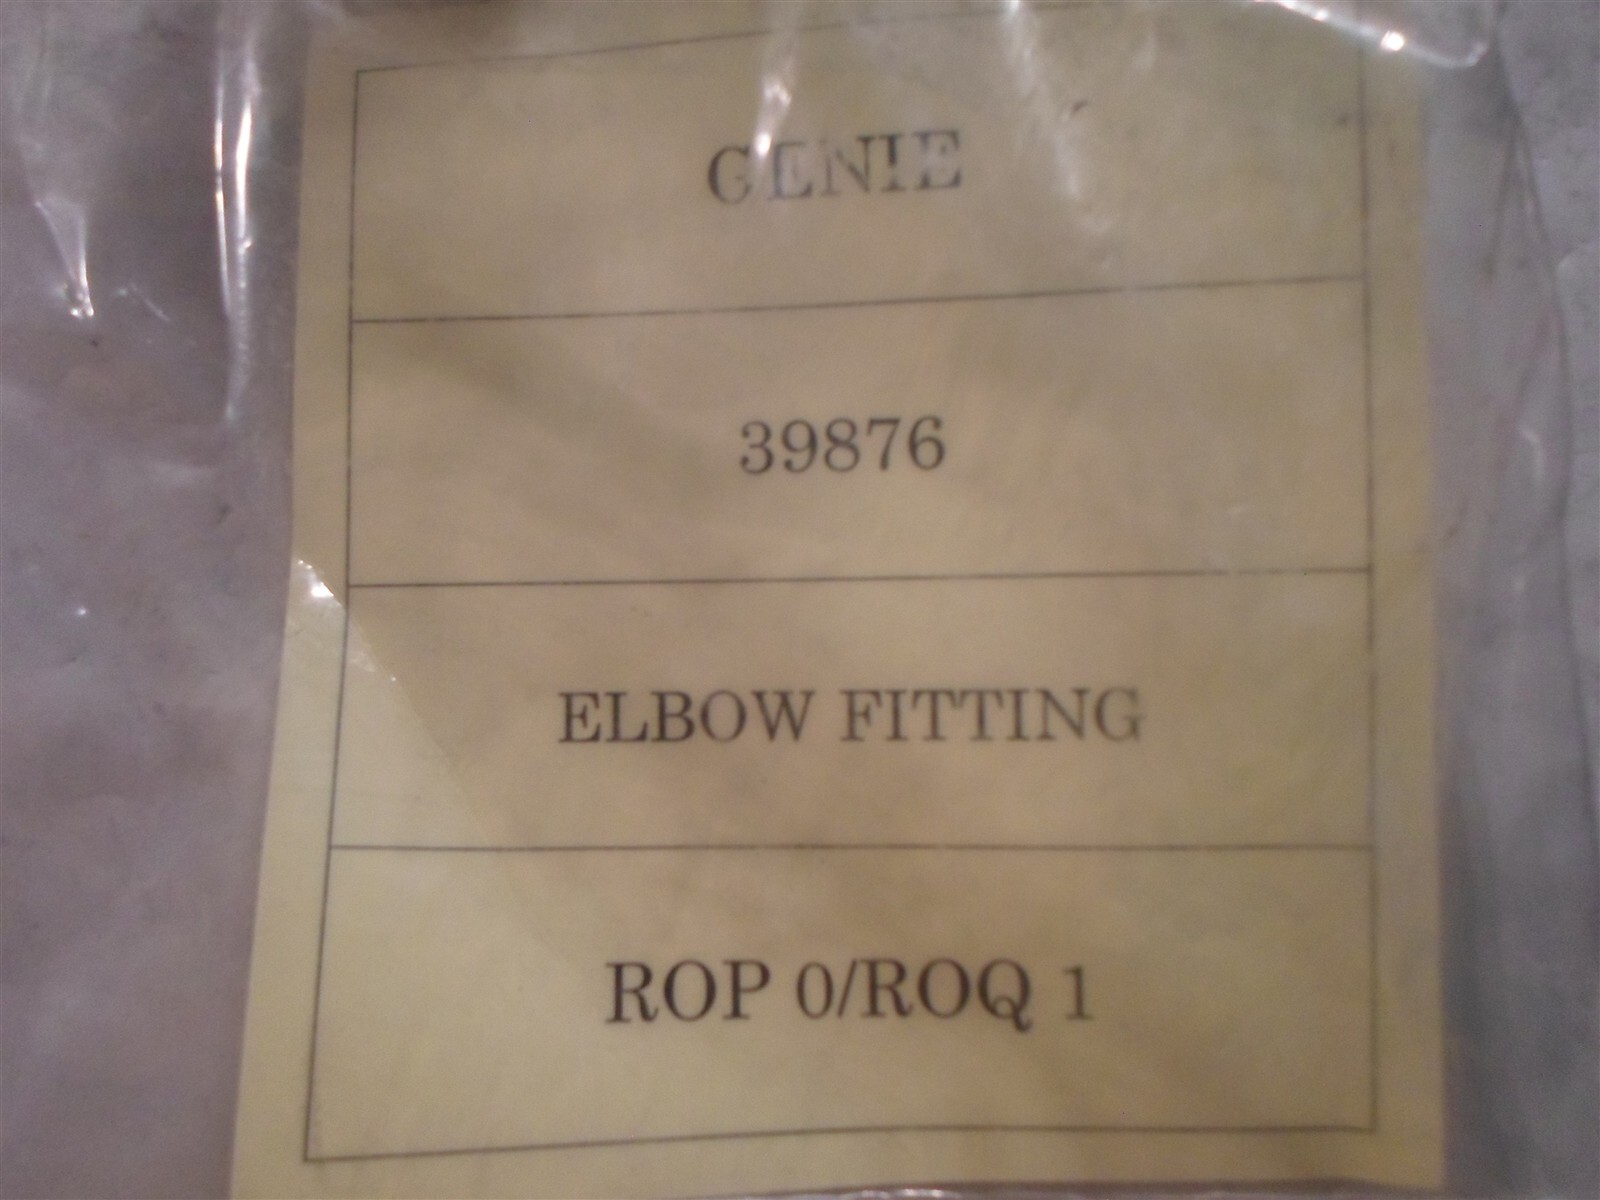 GENIE
39876
ELBOW FITTING
ROP 0/ROQ 1